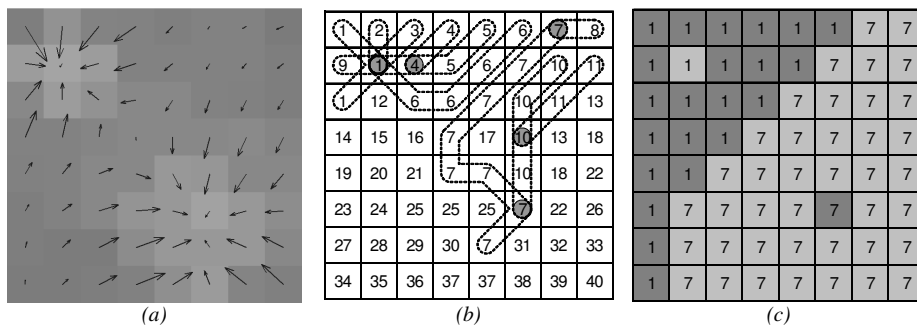 1 2 3 4 5 6 7 8
9 1 4 5 6 7 10 11
1 12 6 6 7 10 11 13
14 15 16 7 17 10 13 18
19 20 21 7 7 10 18 22
23 24 25 25 25 7 22 26
27 28 29 30 7 31 32 33
34 35 36 37 37 38 39 40
1 1 1 1 1 1 7 7
1 1 1 1 1 7 7 7
1 1 1 1 7 7 7 7
1 1 1 7 7 7 7 7
1 1 7 7 7 7 7 7
1 7 7 7 7 7 7 7
1 7 7 7 7 7 7 7
1 7 7 7 7 7 7 7
(a) (b) (c)